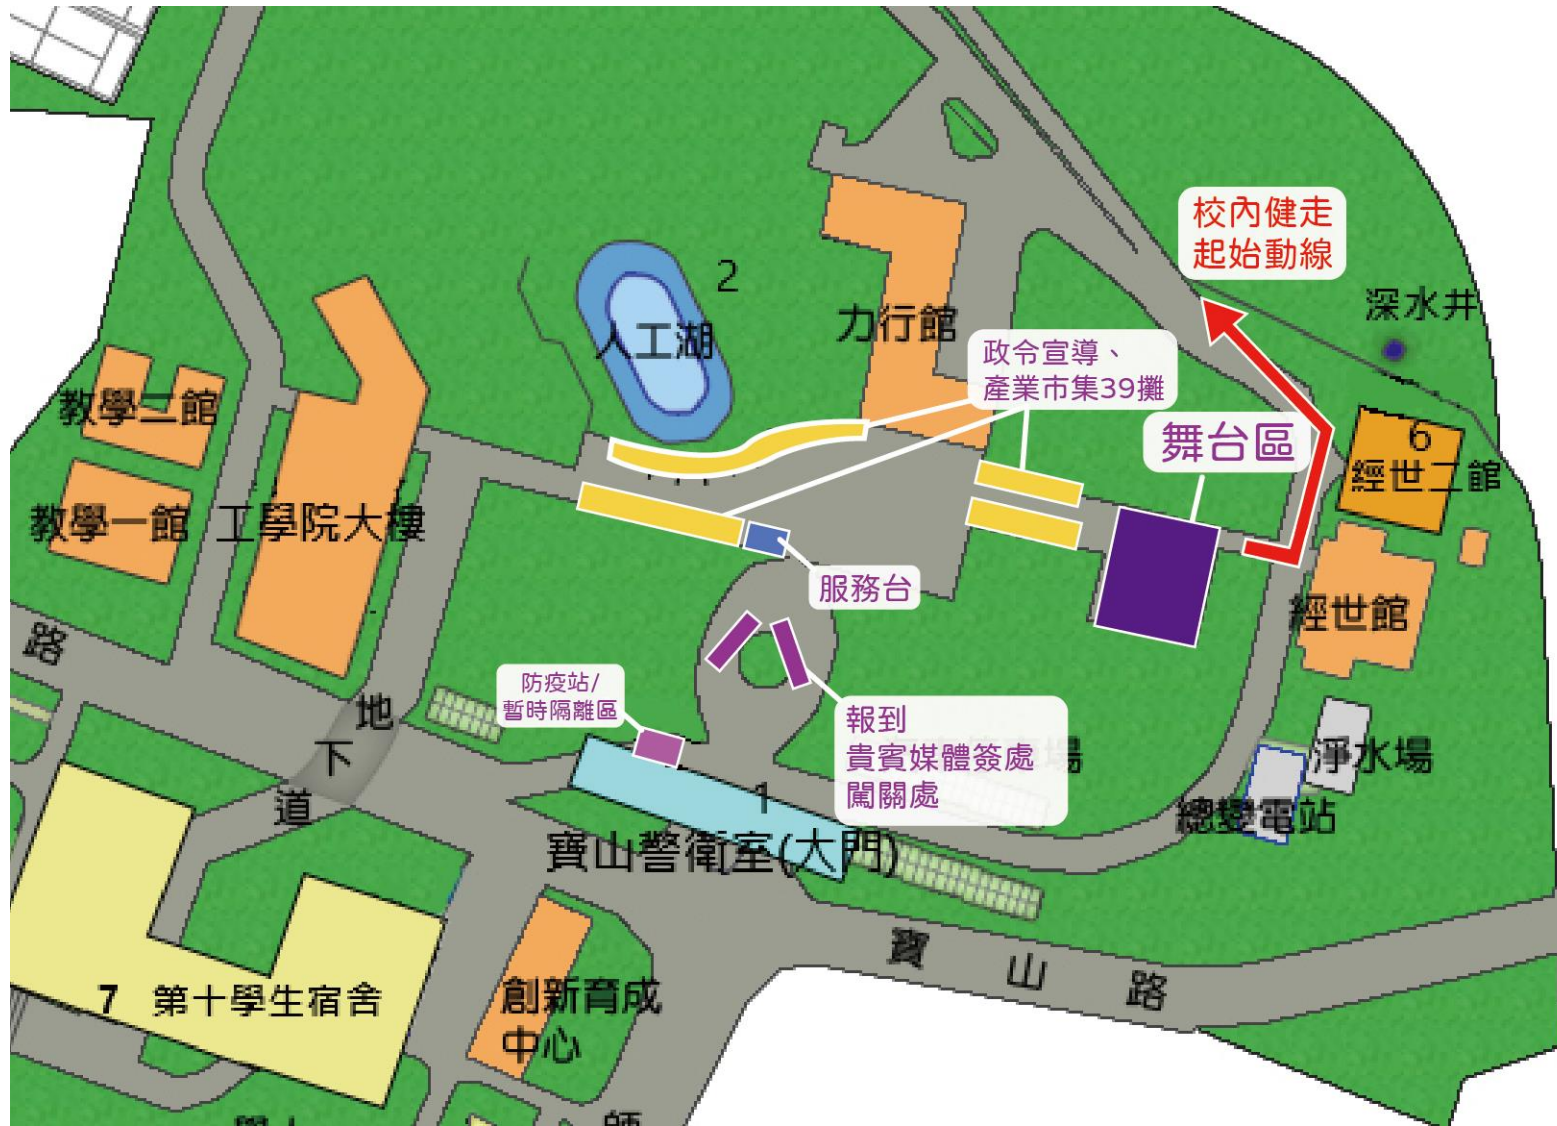 校內健走
起始動線
2
深水井
人工湖
力行館
政令宣導、
產業市集39攤
教學二館
舞台區
6
經世二館
教學一館
工學院大樓
服務台
經世館
路
防疫站/
暫時隔離區
地
下
道
報到
貴賓媒體簽處
闖關處
場
淨水場
1
總變電站
寶山警衛室(大門)
寶
山
路
7 第十學生宿舍
創新育成
中心